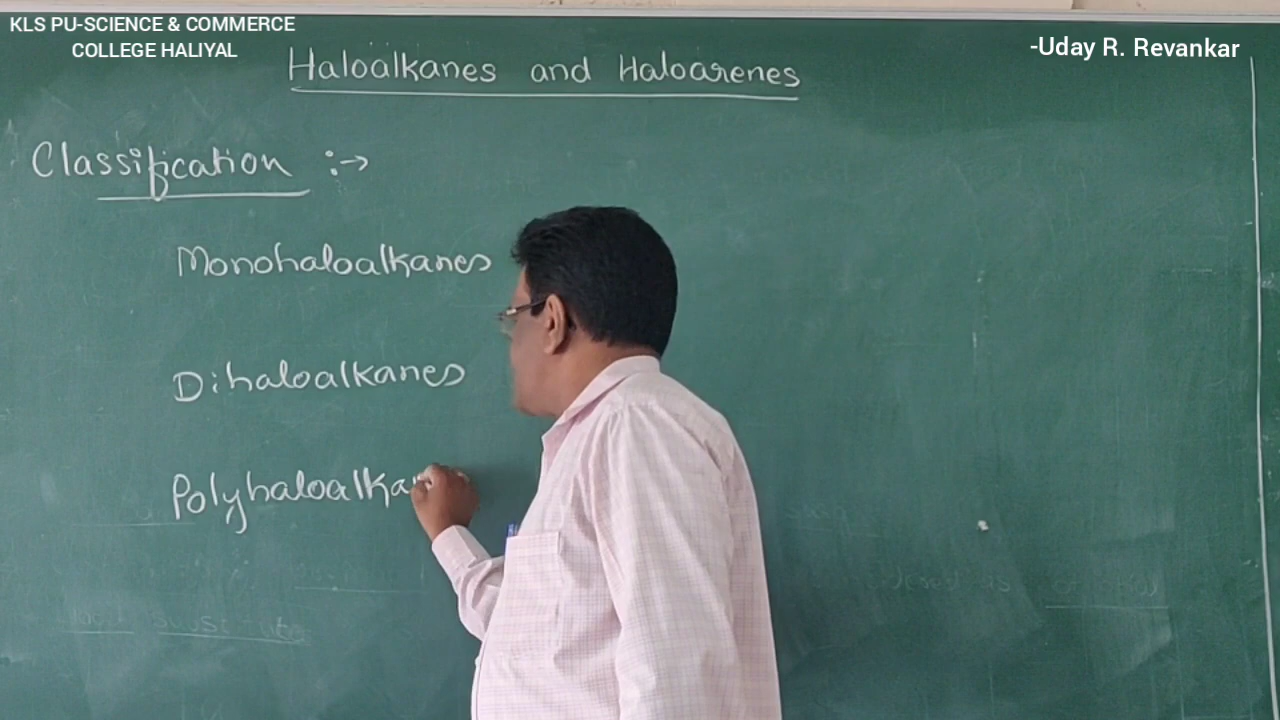 KLS PU-SCIENCE & COMMERCE
COLLEGE HALIYAL
-Uday R. Revankar
Haloalkanes and Haloarenes
Classification :→
Monohaloalkanes
Dihaloalkanes
Polyhaloalka